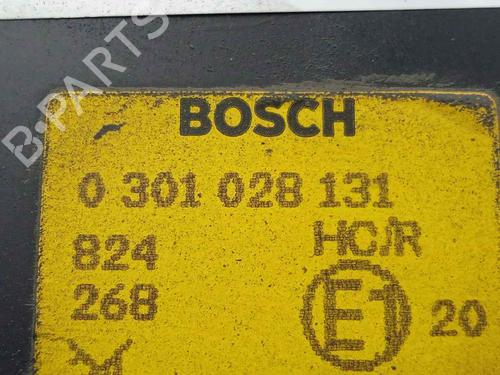 B-PARTS
BOSCH
0 301 028 131
824 HC/R
268 E1 20